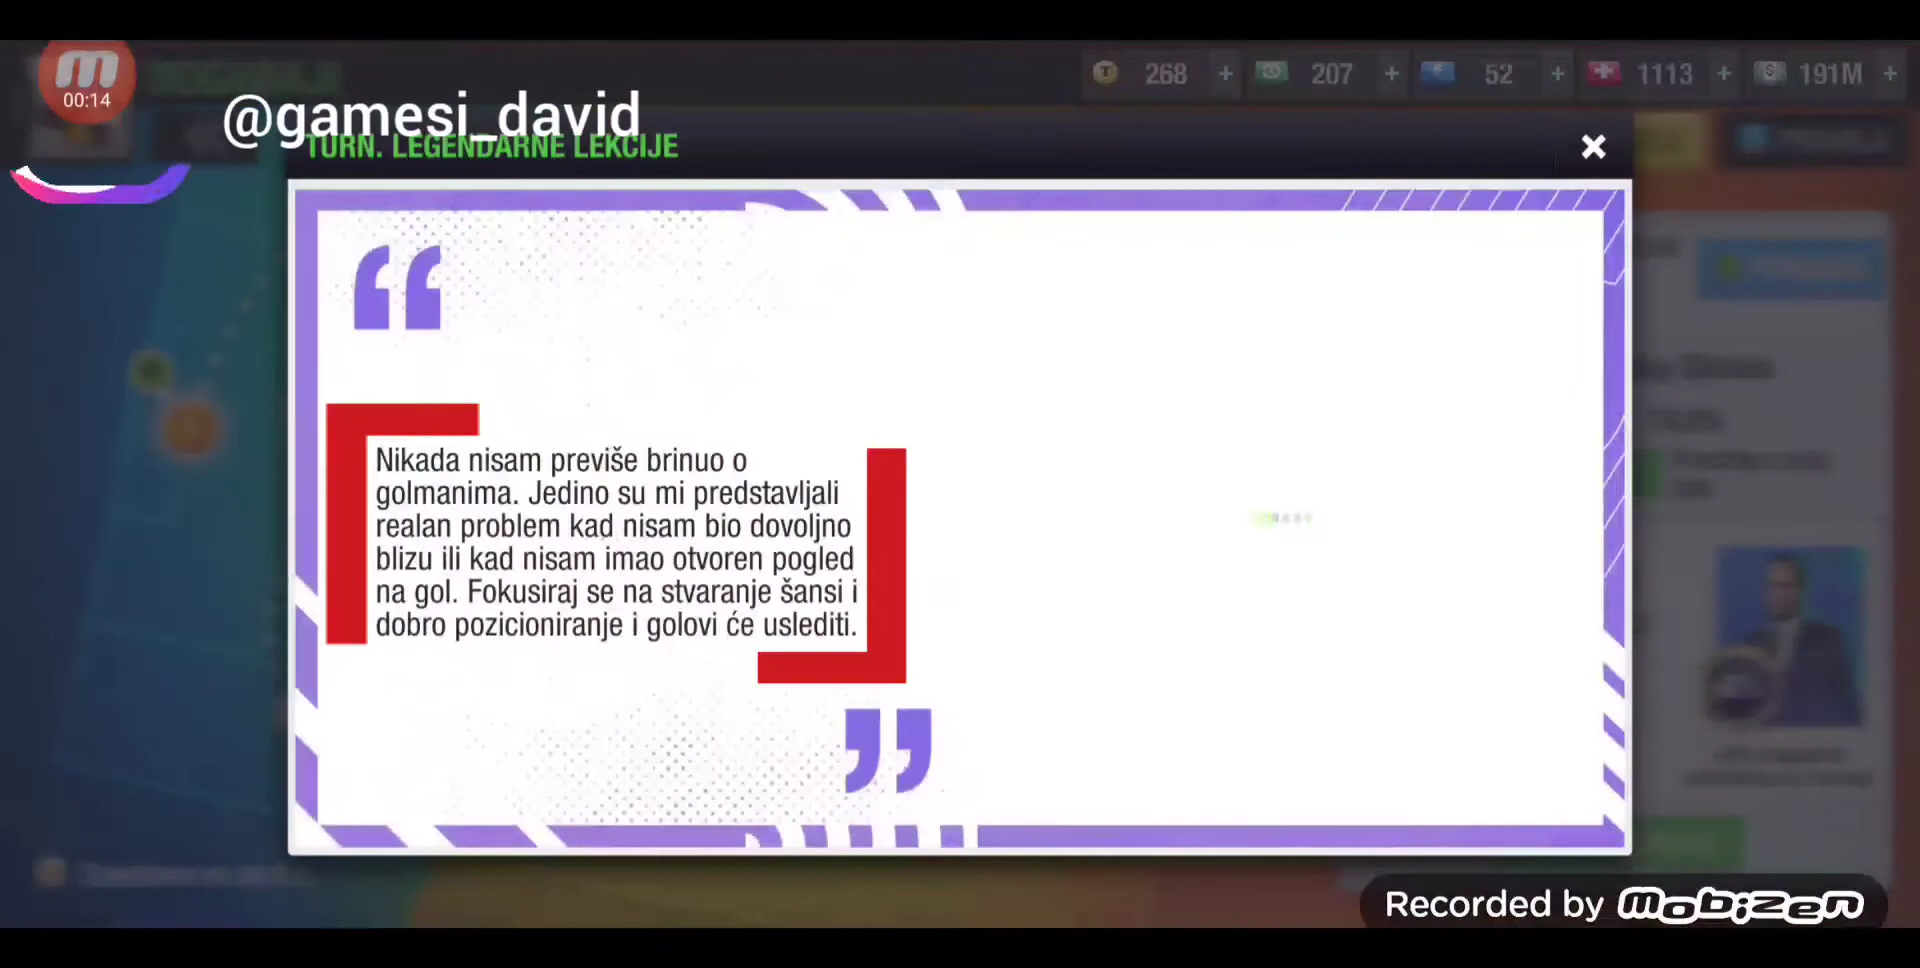 00:14
@gamesi_david
268 + 207 + 52 + 1113 + 191M +
TURN. LEGENDARNE LEKCIJE
Nikada nisam previše brinuo o
golmanima. Jedino su mi predstavljali
realan problem kad nisam bio dovoljno
blizu ili kad nisam imao otvoren pogled
na gol. Fokusiraj se na stvaranje šansi i
dobro pozicioniranje i golovi će uslediti.
Recorded by mobizen